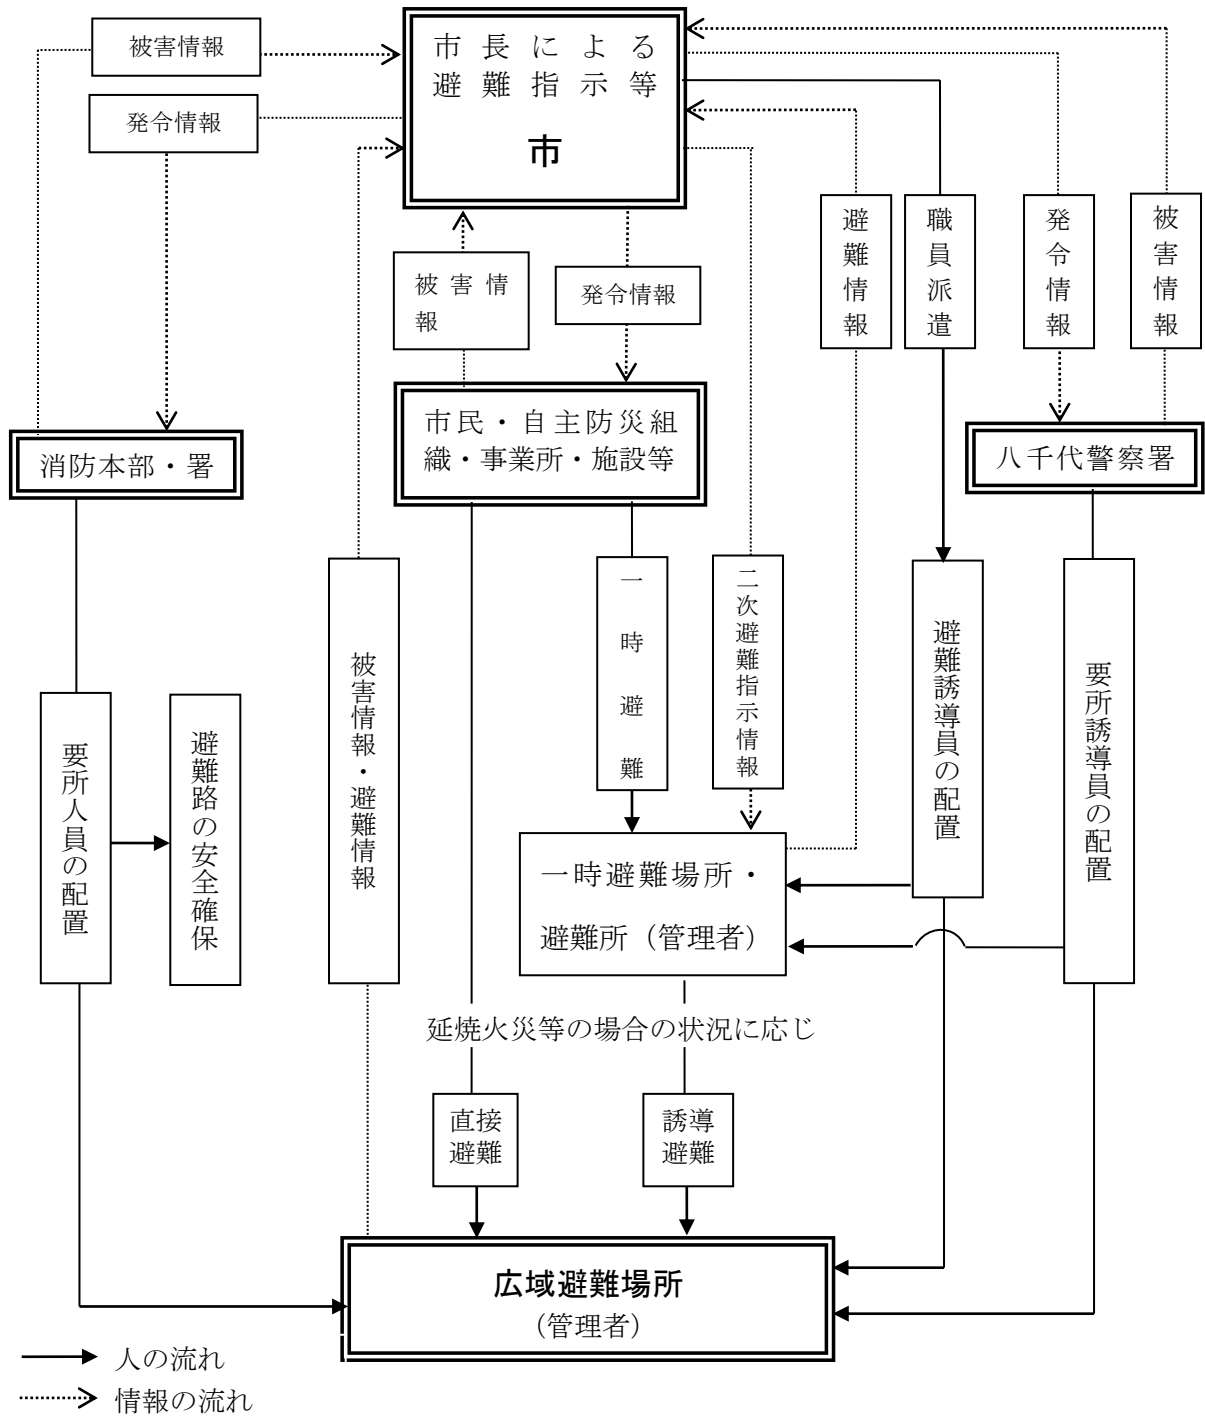 被害情報
発令情報
市長による
避難指示等
市
被害情
報
発令情報
避難情報
職員派遣
発令情報
被害情報
消防本部・署
市民・自主防災組
織・事業所・施設等
八千代警察署
要所人員の配置
避難路の安全確保
被害情報・避難情報
一時避難
二次避難指示情報
避難誘導員の配置
要所誘導員の配置
一時避難場所・
避難所（管理者）
延焼火災等の場合の状況に応じ
直接
避難
誘導
避難
広域避難場所
（管理者）
人の流れ
情報の流れ